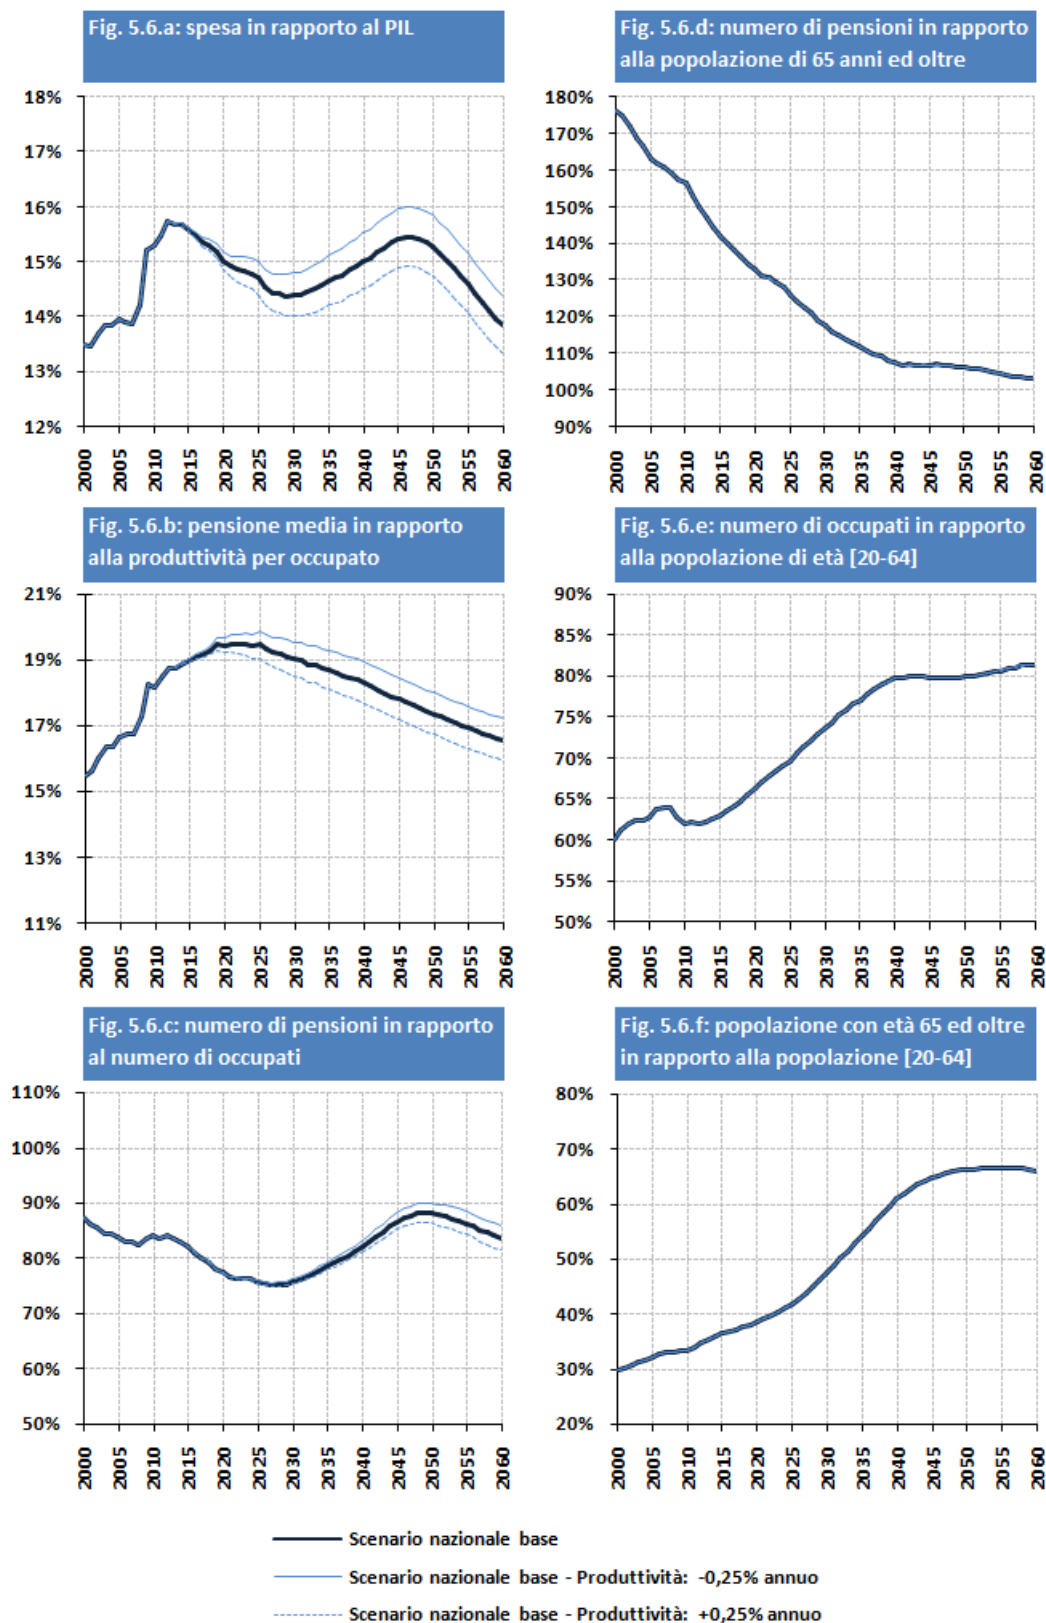 Fig. 5.6.a: spesa in rapporto al PIL
18%
17%
16%
15%
14%
13%
12%
2000 2005 2010 2015 2020 2025 2030 2035 2040 2045 2050 2055 2060
Fig. 5.6.d: numero di pensioni in rapporto
alla popolazione di 65 anni ed oltre
180%
170%
160%
150%
140%
130%
120%
110%
100%
90%
2000 2005 2010 2015 2020 2025 2030 2035 2040 2045 2050 2055 2060
Fig. 5.6.b: pensione media in rapporto
alla produttività per occupato
21%
19%
17%
15%
13%
11%
2000 2005 2010 2015 2020 2025 2030 2035 2040 2045 2050 2055 2060
Fig. 5.6.e: numero di occupati in rapporto
alla popolazione di età [20-64]
90%
85%
80%
75%
70%
65%
60%
55%
50%
2000 2005 2010 2015 2020 2025 2030 2035 2040 2045 2050 2055 2060
Fig. 5.6.c: numero di pensioni in rapporto
al numero di occupati
110%
100%
90%
80%
70%
60%
50%
2000 2005 2010 2015 2020 2025 2030 2035 2040 2045 2050 2055 2060
Fig. 5.6.f: popolazione con età 65 ed oltre
in rapporto alla popolazione [20-64]
80%
70%
60%
50%
40%
30%
20%
2000 2005 2010 2015 2020 2025 2030 2035 2040 2045 2050 2055 2060
Scenario nazionale base
Scenario nazionale base - Produttività: -0,25% annuo
Scenario nazionale base - Produttività: +0,25% annuo